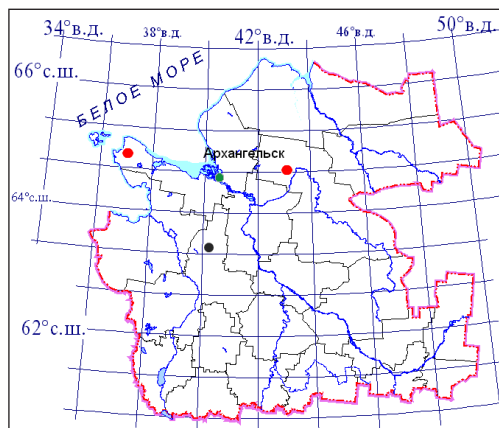 34°в.д.
38°в.д.
42°в.д.
46°в.д.
50°в.д.
66°с.ш.
БЕЛОЕ МОРЕ
Архангельск
64°с.ш.
62°с.ш.